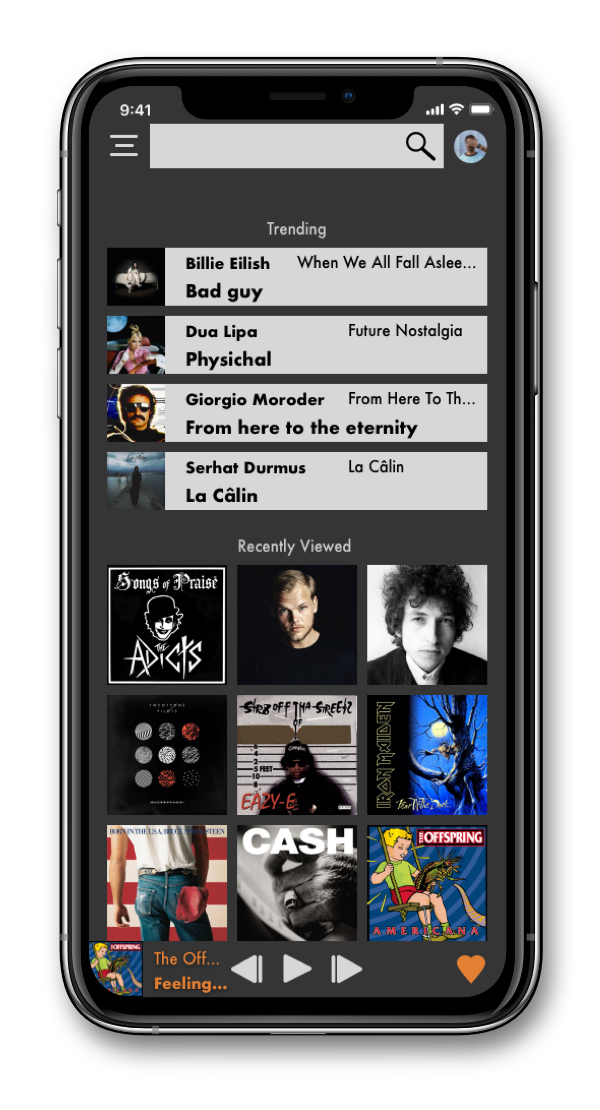 9:41
Trending
Billie Eilish When We All Fall Aslee...
Bad guy
Dua Lipa Future Nostalgia
Physichal
Giorgio Moroder From Here To Th...
From here to the eternity
Serhat Durmus La Câlin
La Câlin
Recently Viewed
Songs of Praise
THE
ADICTS
TWENTY ONE
PILOTS
BLURRYFACE
STR8 OFF THA STREETZ
OF
EAZY-E
IRON MAIDEN
Fear Of The Dark
BORN IN THE U.S.A./BRUCE SPRINGSTEEN
CASH
THE OFFSPRING
AMERICANA
The Off...
Feeling...